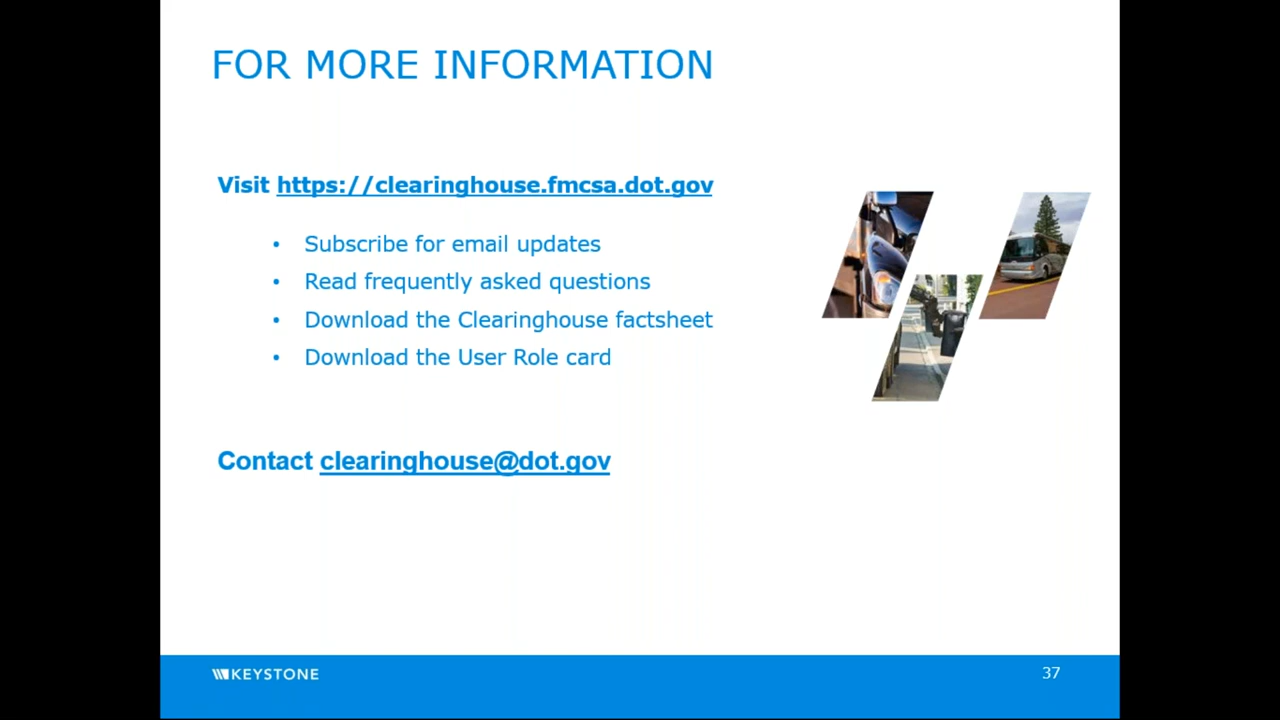 FOR MORE INFORMATION
Visit https://clearinghouse.fmcsa.dot.gov
• Subscribe for email updates
• Read frequently asked questions
• Download the Clearinghouse factsheet
• Download the User Role card
Contact clearinghouse@dot.gov
KEYSTONE
37